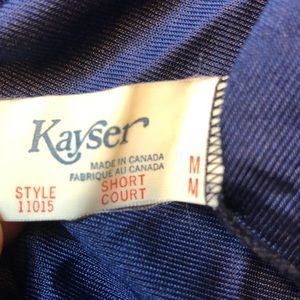 Kayser
MADE IN CANADA
FABRIQUE AU CANADA
STYLE SHORT M
11015 COURT M